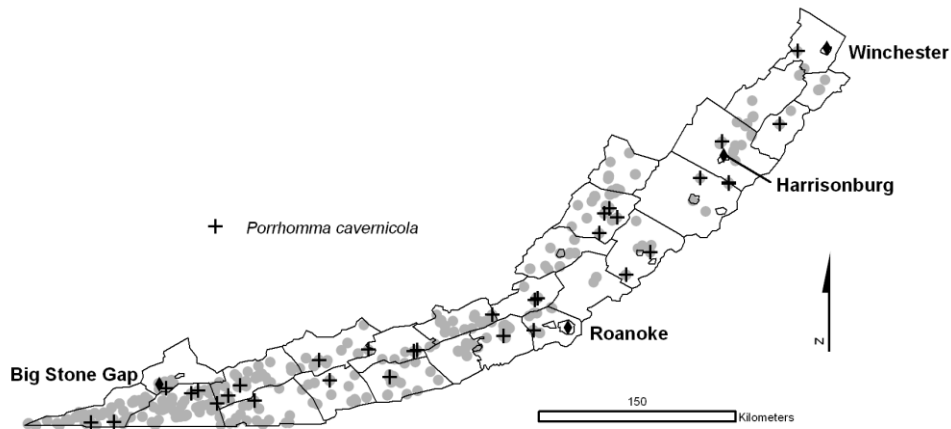 Winchester
Harrisonburg
+ Porrhomma cavernicola
Roanoke
Big Stone Gap
N
150
Kilometers